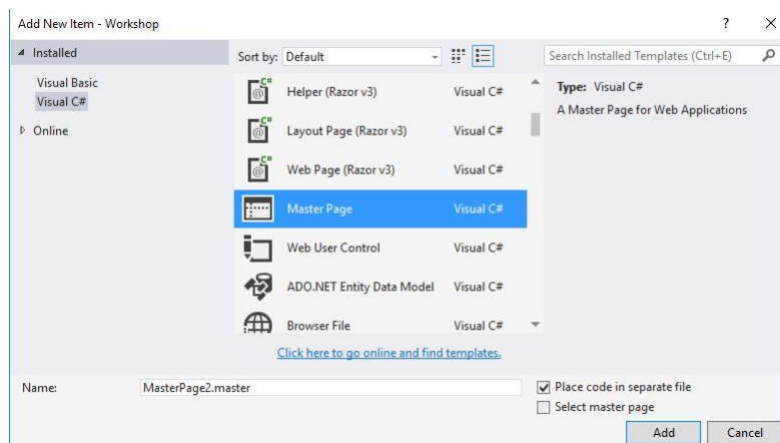 Add New Item - Workshop ? ×
Installed
Visual Basic
Visual C#
Online
Sort by: Default
Search Installed Templates (Ctrl+E)
Helper (Razor v3) Visual C#
Layout Page (Razor v3) Visual C#
Web Page (Razor v3) Visual C#
Master Page Visual C#
Web User Control Visual C#
ADO.NET Entity Data Model Visual C#
Browser File Visual C#
Type: Visual C#
A Master Page for Web Applications
Click here to go online and find templates.
Name: MasterPage2.master
Place code in separate file
Select master page
Add Cancel